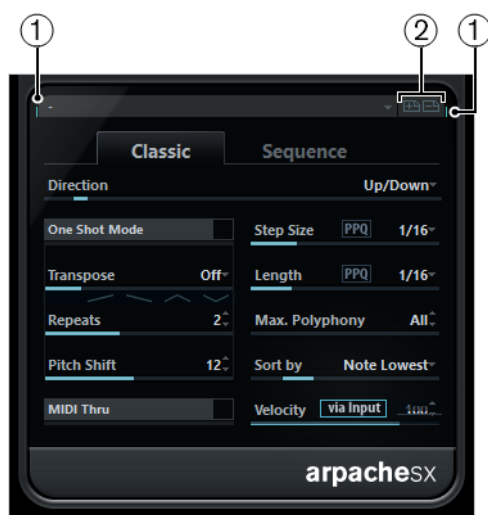 1 2 1
-
Classic Sequence
Direction Up/Down
One Shot Mode Step Size PPQ 1/16
Transpose Off Length PPQ 1/16
Repeats 2 Max. Polyphony All
Pitch Shift 12 Sort by Note Lowest
MIDI Thru Velocity via Input 100
arpachesx